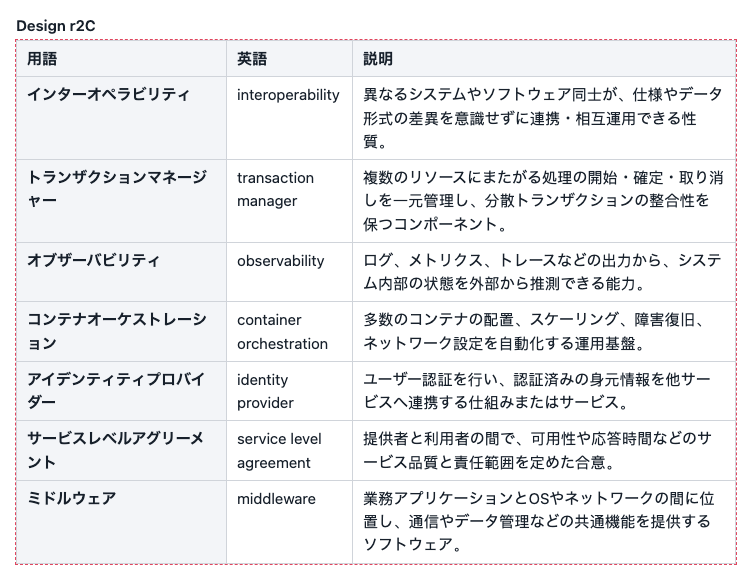 Design r2C
用語 英語 説明
インターオペラビリティ interoperability 異なるシステムやソフトウェア同士が、仕様やデータ
形式の差異を意識せずに連携・相互運用できる性
質。
トランザクションマネージ transaction 複数のリソースにまたがる処理の開始・確定・取り消
ャー manager しを一元管理し、分散トランザクションの整合性を
保つコンポーネント。
オブザーバビリティ observability ログ、メトリクス、トレースなどの出力から、システ
ム内部の状態を外部から推測できる能力。
コンテナオーケストレーシ container 多数のコンテナの配置、スケーリング、障害復旧、
ョン orchestration ネットワーク設定を自動化する運用基盤。
アイデンティティプロバイ identity ユーザー認証を行い、認証済みの身元情報を他サー
ダー provider ビスへ連携する仕組みまたはサービス。
サービスレベルアグリーメ service level 提供者と利用者の間で、可用性や応答時間などのサ
ント agreement ービス品質と責任範囲を定めた合意。
ミドルウェア middleware 業務アプリケーションとOSやネットワークの間に位
置し、通信やデータ管理などの共通機能を提供する
ソフトウェア。